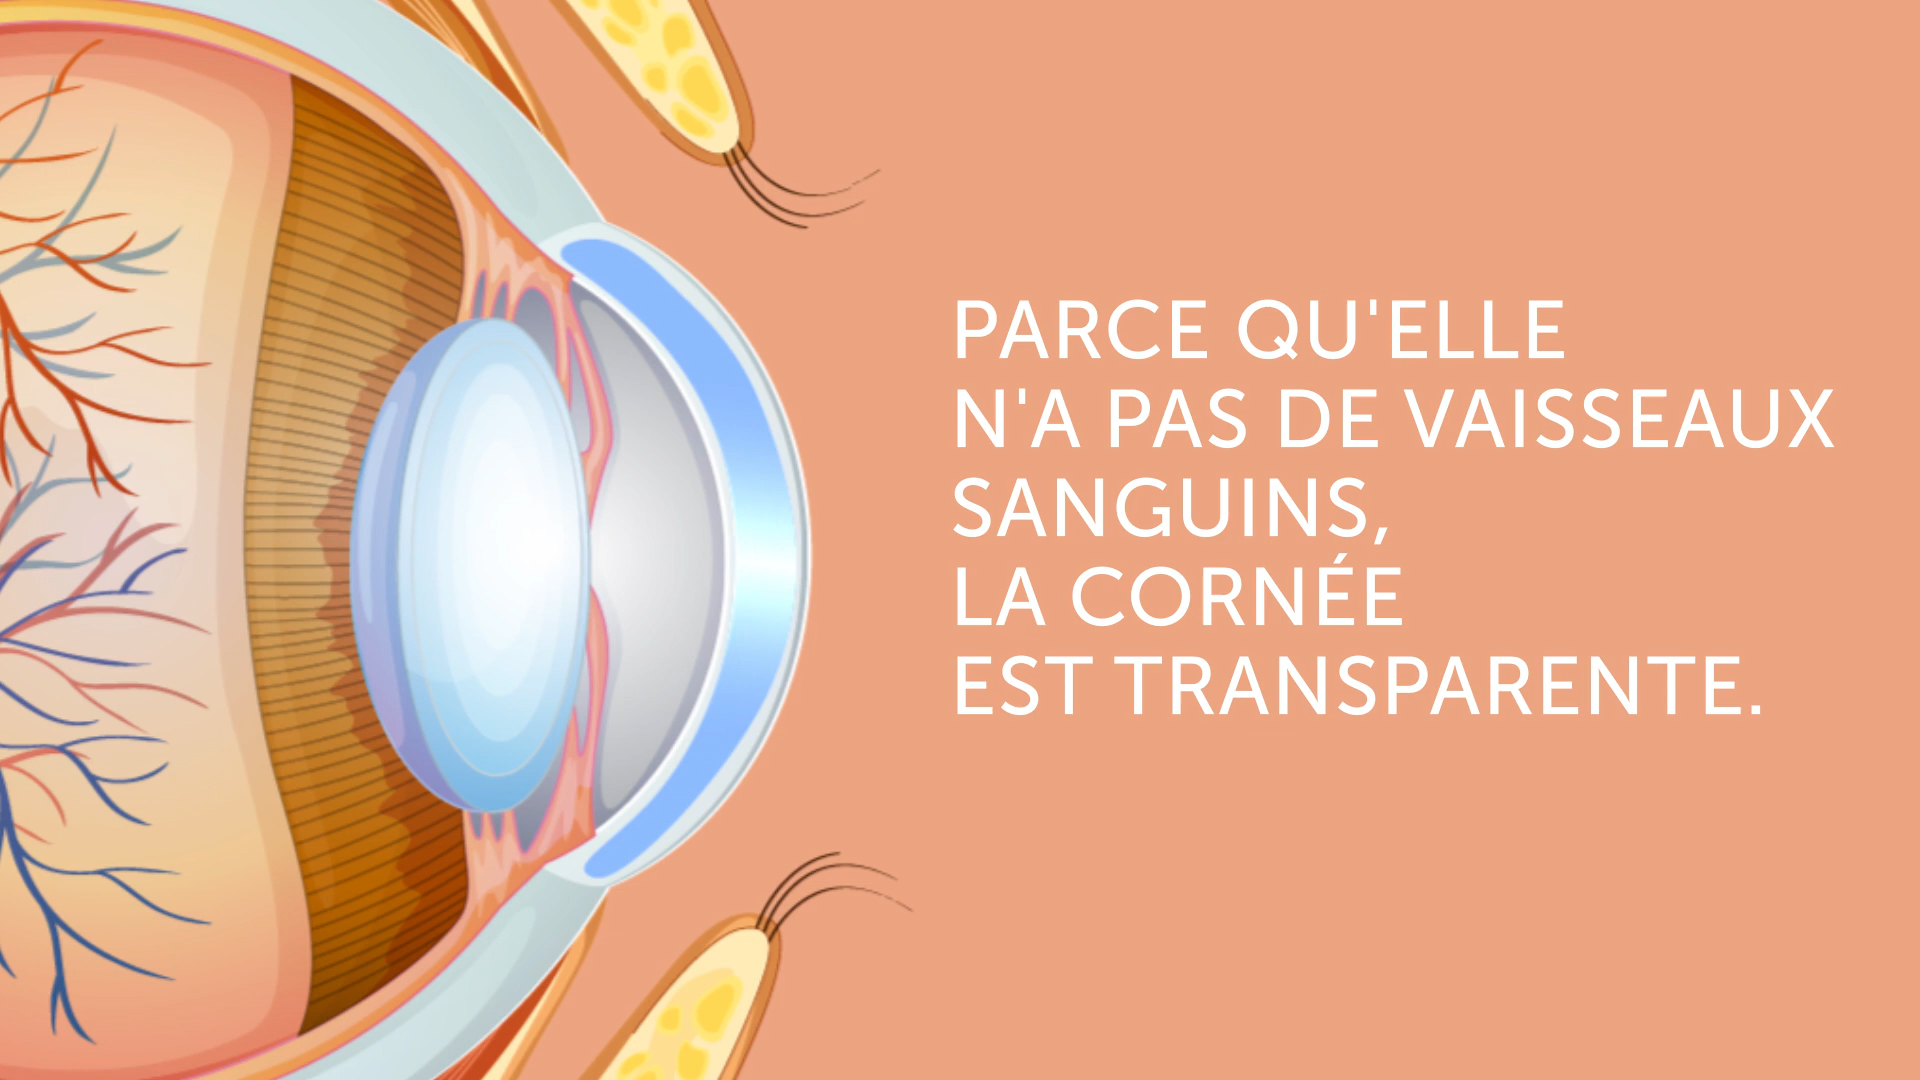 PARCE QU'ELLE
N'A PAS DE VAISSEAUX
SANGUINS,
LA CORNÉE
EST TRANSPARENTE.